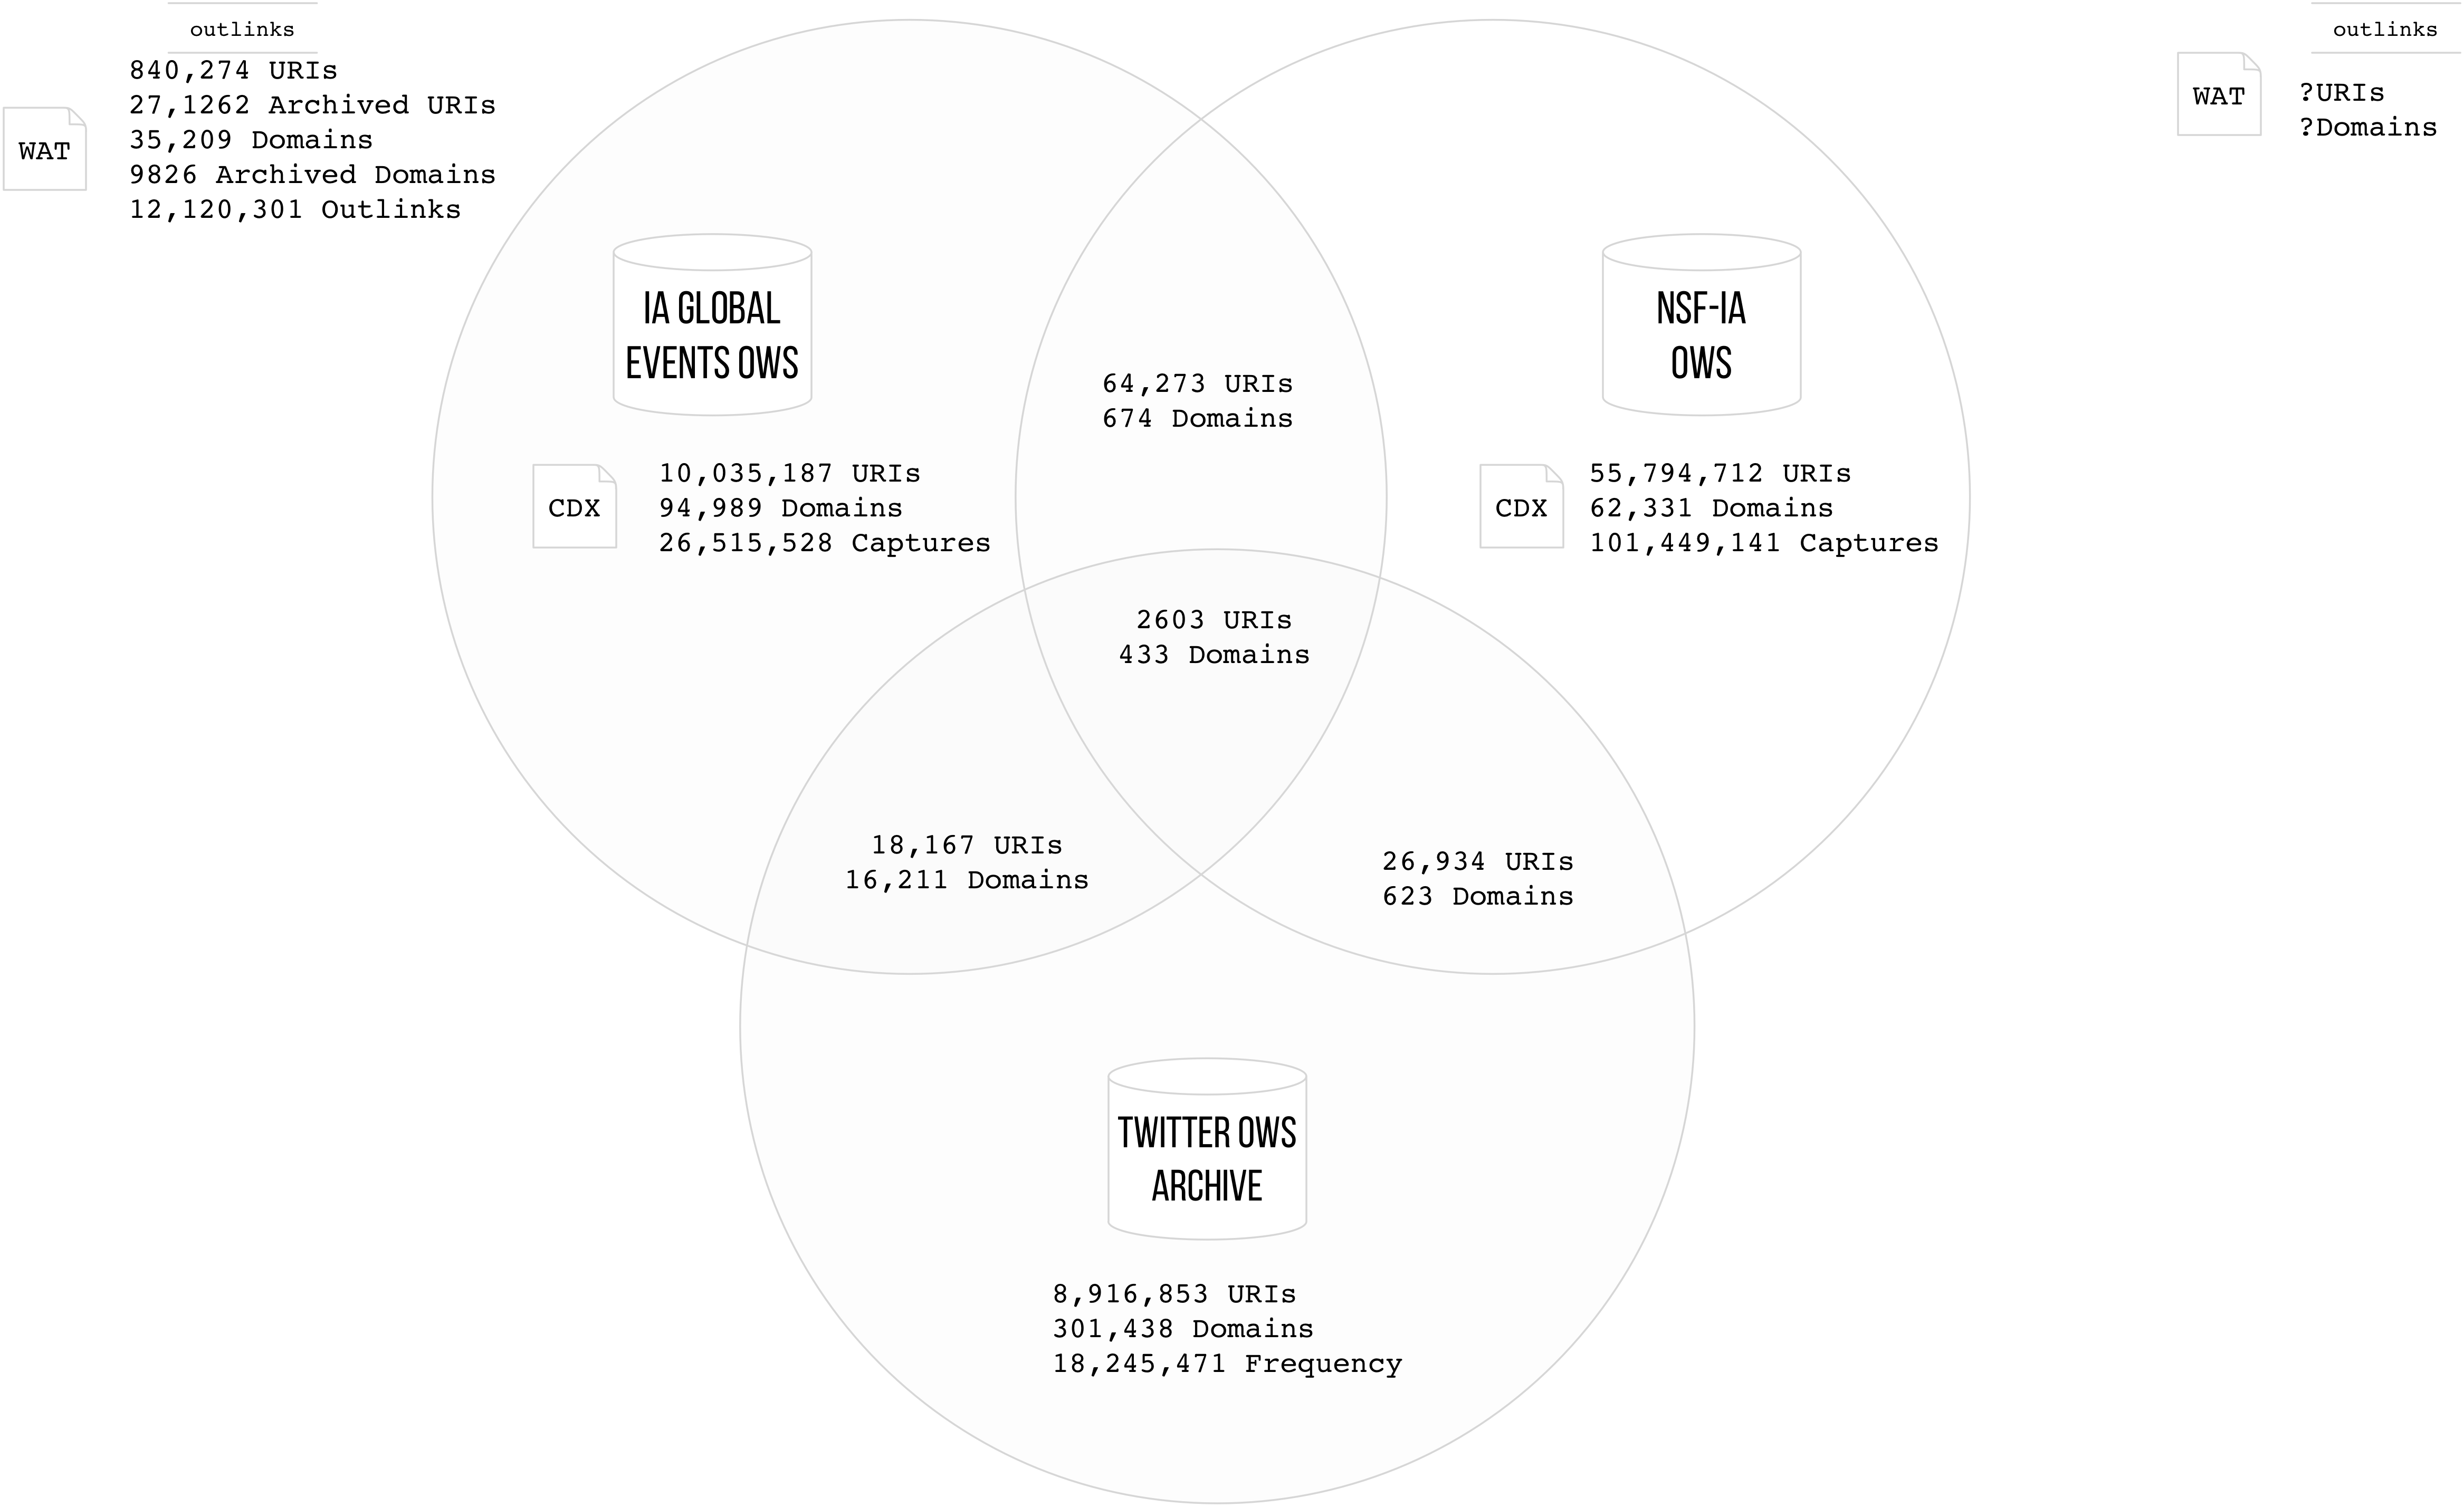 outlinks
840,274 URIs
27,1262 Archived URIs
35,209 Domains
9826 Archived Domains
12,120,301 Outlinks
WAT
outlinks
WAT
?URIs
?Domains
IA GLOBAL
EVENTS OWS
NSF-IA
OWS
64,273 URIs
674 Domains
CDX
10,035,187 URIs
94,989 Domains
26,515,528 Captures
CDX
55,794,712 URIs
62,331 Domains
101,449,141 Captures
2603 URIs
433 Domains
18,167 URIs
16,211 Domains
26,934 URIs
623 Domains
TWITTER OWS
ARCHIVE
8,916,853 URIs
301,438 Domains
18,245,471 Frequency